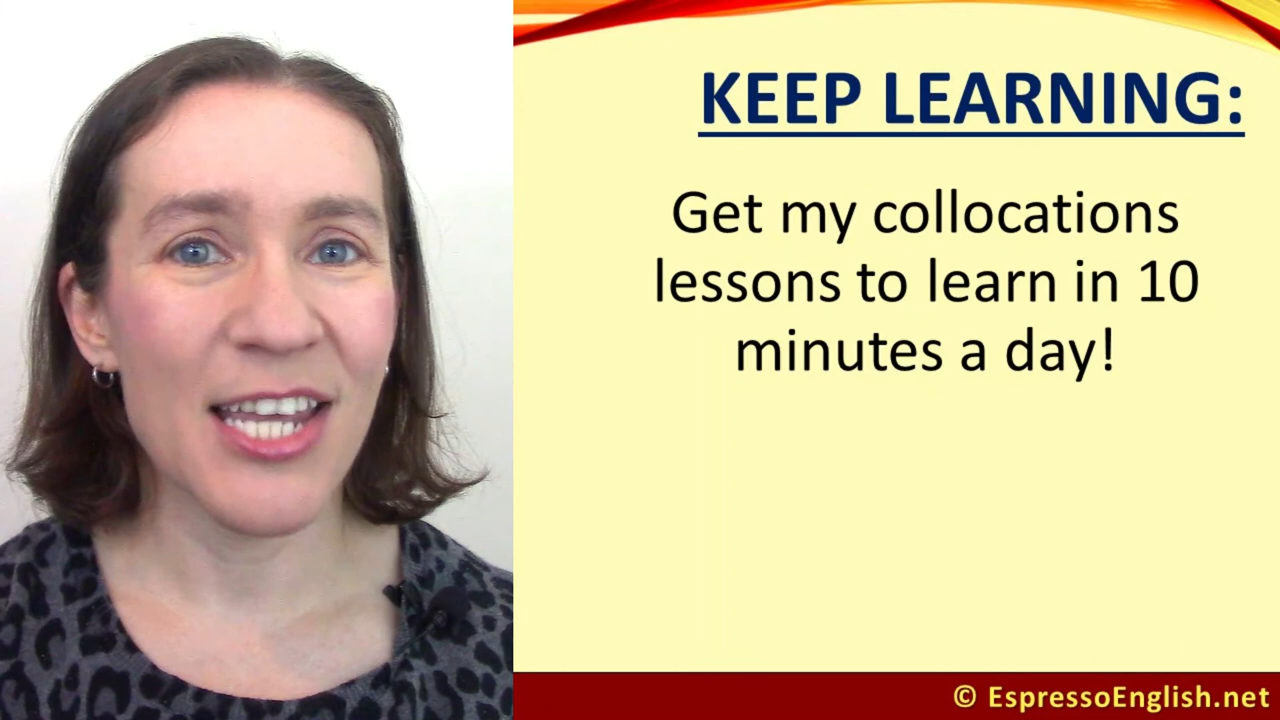 KEEP LEARNING:
Get my collocations
lessons to learn in 10
minutes a day!
© EspressoEnglish.net